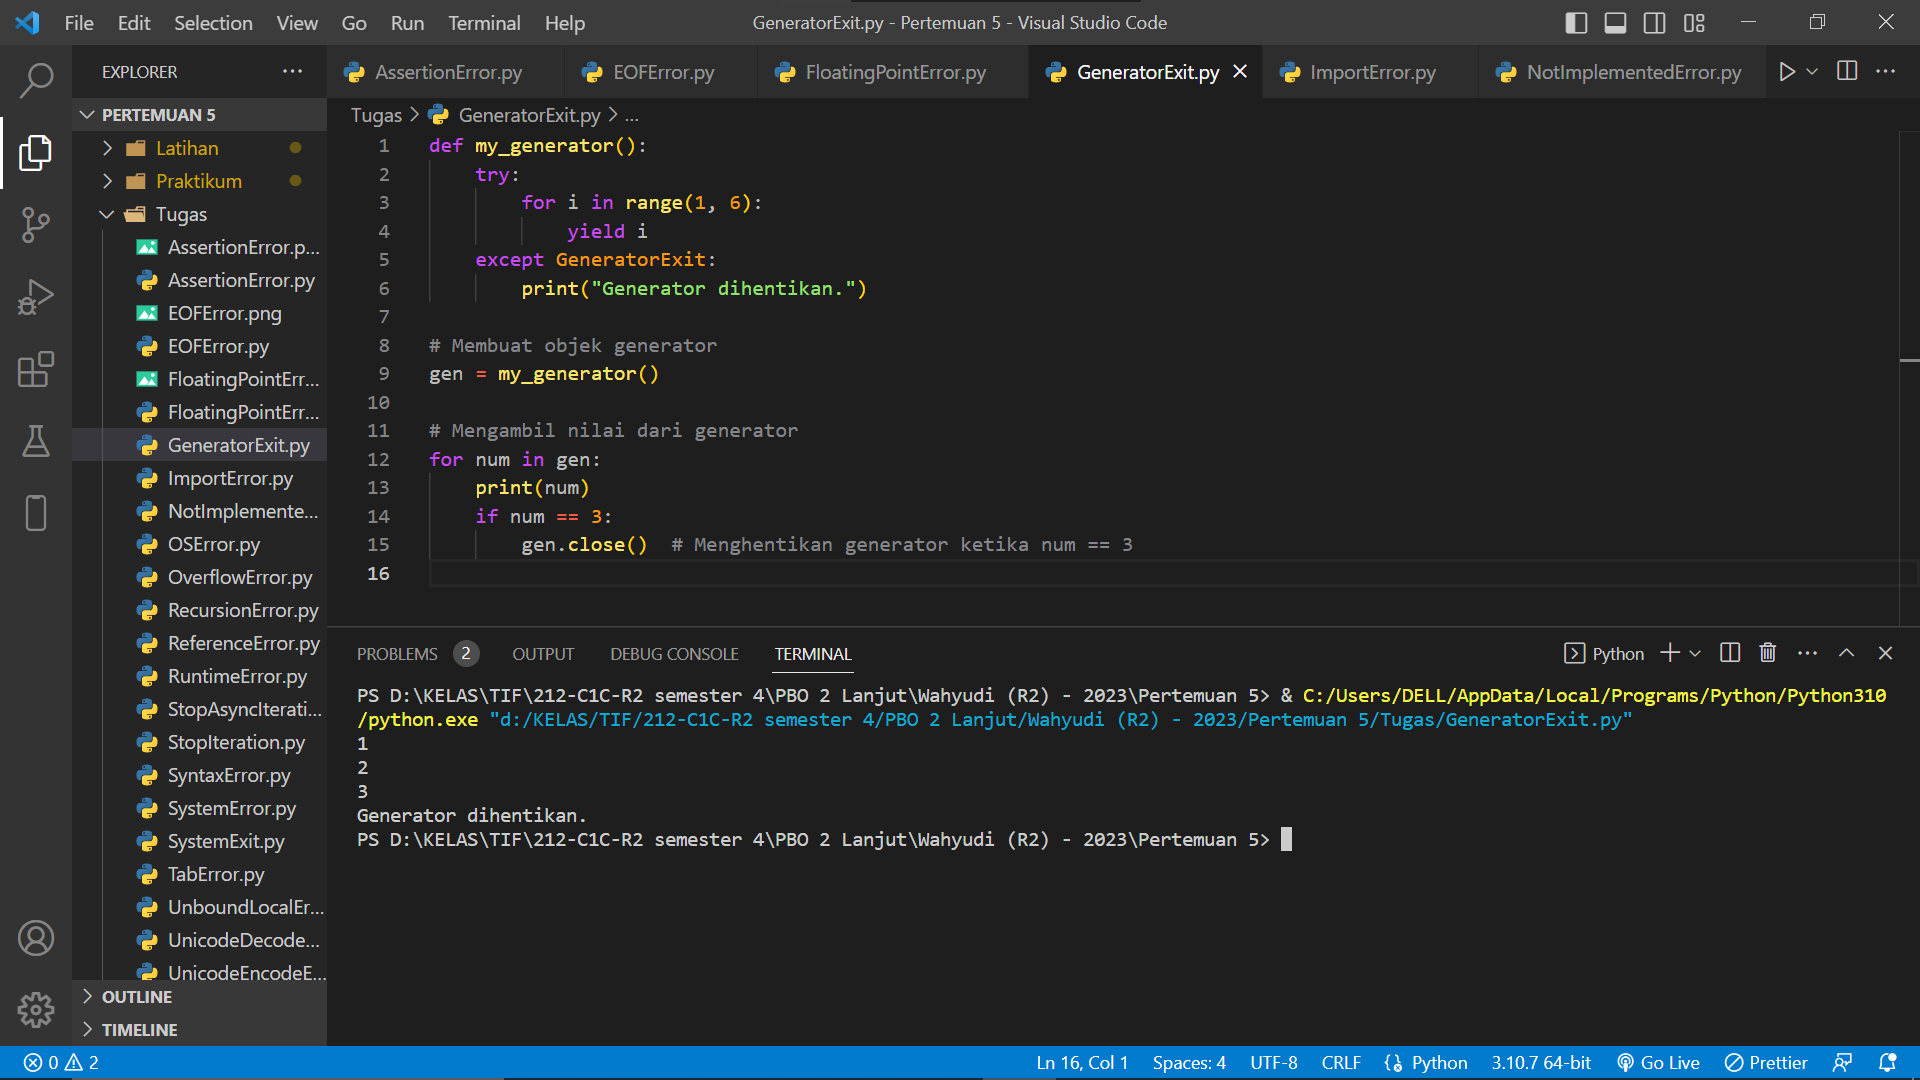 File Edit Selection View Go Run Terminal Help
GeneratorExit.py - Pertemuan 5 - Visual Studio Code
EXPLORER
PERTEMUAN 5
Latihan
Praktikum
Tugas
AssertionError.p...
AssertionError.py
EOFError.png
EOFError.py
FloatingPointErr...
FloatingPointErr...
GeneratorExit.py
ImportError.py
NotImplemente...
OSError.py
OverflowError.py
RecursionError.py
ReferenceError.py
RuntimeError.py
StopAsyncIterati...
StopIteration.py
SyntaxError.py
SystemError.py
SystemExit.py
TabError.py
UnboundLocalEr...
UnicodeDecode...
UnicodeEncodeE...
OUTLINE
TIMELINE
AssertionError.py EOFError.py FloatingPointError.py GeneratorExit.py ImportError.py NotImplementedError.py
Tugas > GeneratorExit.py > ...
1 def my_generator():
2 try:
3 for i in range(1, 6):
4 yield i
5 except GeneratorExit:
6 print("Generator dihentikan.")
7
8 # Membuat objek generator
9 gen = my_generator()
10
11 # Mengambil nilai dari generator
12 for num in gen:
13 print(num)
14 if num == 3:
15 gen.close() # Menghentikan generator ketika num == 3
16
PROBLEMS 2 OUTPUT DEBUG CONSOLE TERMINAL
Python
PS D:\KELAS\TIF\212-C1C-R2 semester 4\PBO 2 Lanjut\Wahyudi (R2) - 2023\Pertemuan 5> & C:/Users/DELL/AppData/Local/Programs/Python/Python310
/python.exe "d:/KELAS/TIF/212-C1C-R2 semester 4/PBO 2 Lanjut/Wahyudi (R2) - 2023/Pertemuan 5/Tugas/GeneratorExit.py"
1
2
3
Generator dihentikan.
PS D:\KELAS\TIF\212-C1C-R2 semester 4\PBO 2 Lanjut\Wahyudi (R2) - 2023\Pertemuan 5>
0 2 Ln 16, Col 1 Spaces: 4 UTF-8 CRLF Python 3.10.7 64-bit Go Live Prettier